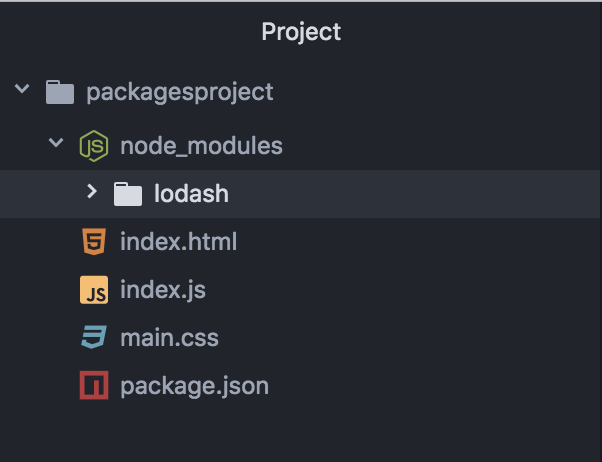 Project
packagesproject
node_modules
lodash
index.html
index.js
main.css
package.json